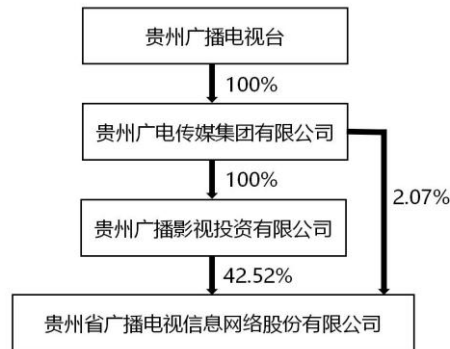 贵州广播电视台
100%
贵州广电传媒集团有限公司
100%
2.07%
贵州广播影视投资有限公司
42.52%
贵州省广播电视信息网络股份有限公司